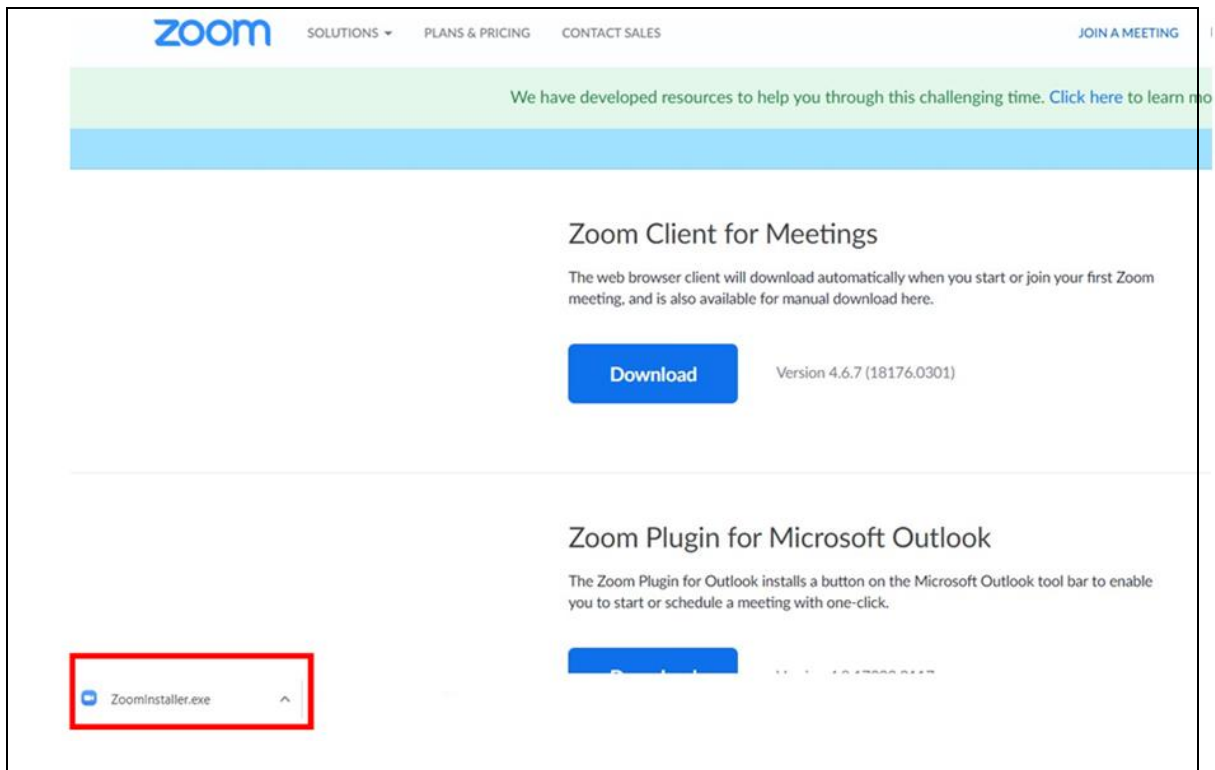 zoom SOLUTIONS PLANS & PRICING CONTACT SALES JOIN A MEETING
We have developed resources to help you through this challenging time. Click here to learn mo
Zoom Client for Meetings
The web browser client will download automatically when you start or join your first Zoom
meeting, and is also available for manual download here.
Download Version 4.6.7 (18176.0301)
Zoom Plugin for Microsoft Outlook
The Zoom Plugin for Outlook installs a button on the Microsoft Outlook tool bar to enable
you to start or schedule a meeting with one-click.
ZoomInstaller.exe